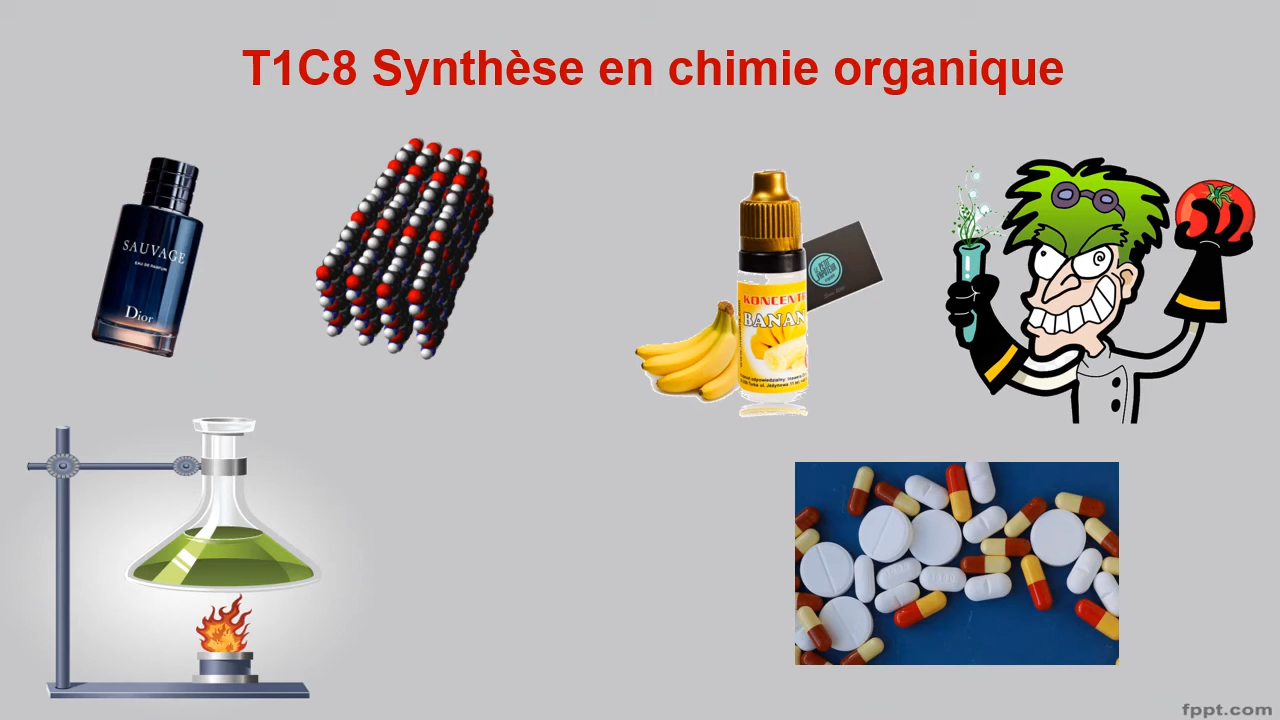 T1C8 Synthèse en chimie organique
SAUVAGE
EAU DE PARFUM
Dior
KONCENT
BANAN
fppt.com